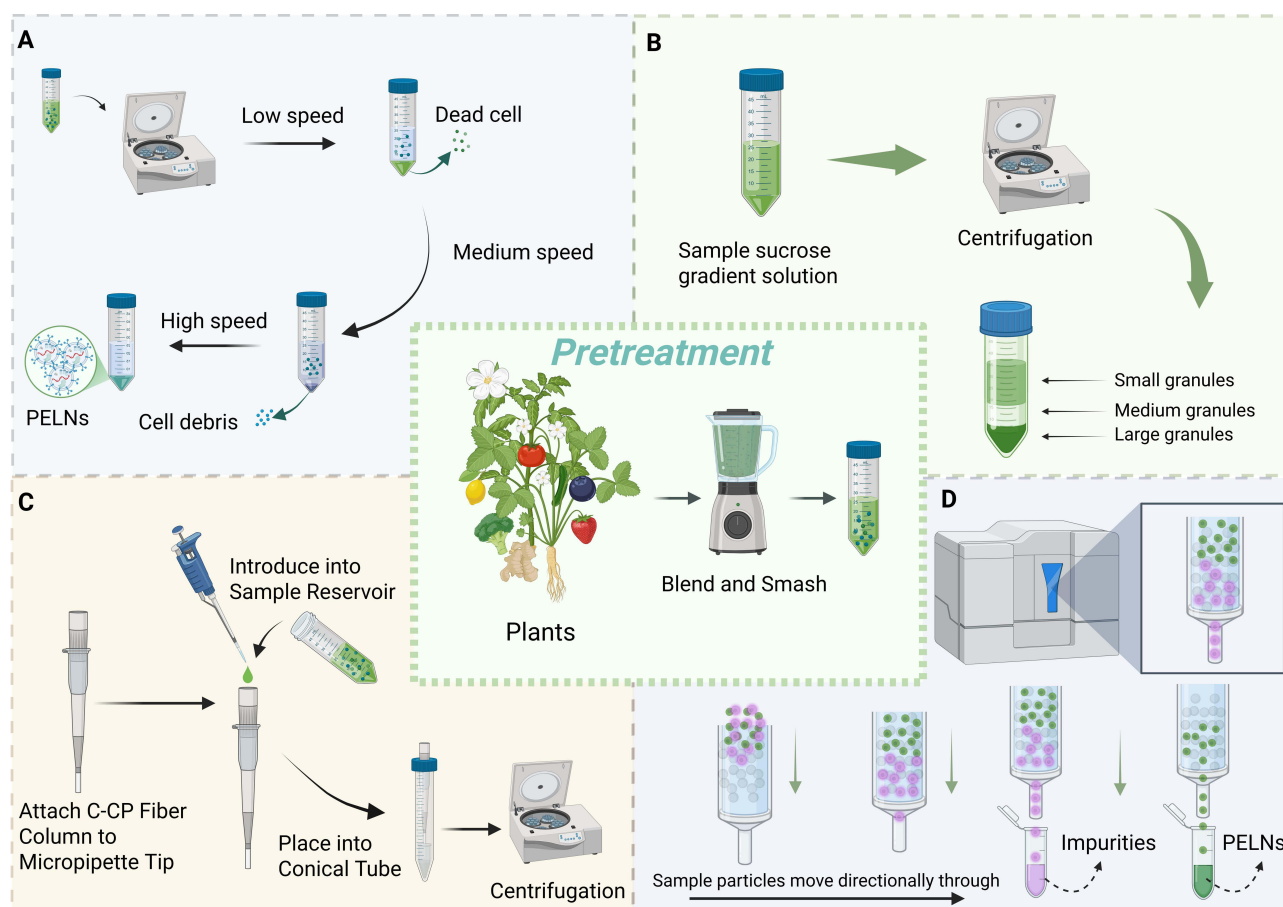 A
Low speed
Dead cell
Medium speed
High speed
PELNs
Cell debris
B
Sample sucrose
gradient solution
Centrifugation
Small granules
Medium granules
Large granules
Pretreatment
Plants
Blend and Smash
C
Introduce into
Sample Reservoir
Attach C-CP Fiber
Column to
Micropipette Tip
Place into
Conical Tube
Centrifugation
D
Impurities
PELNs
Sample particles move directionally through